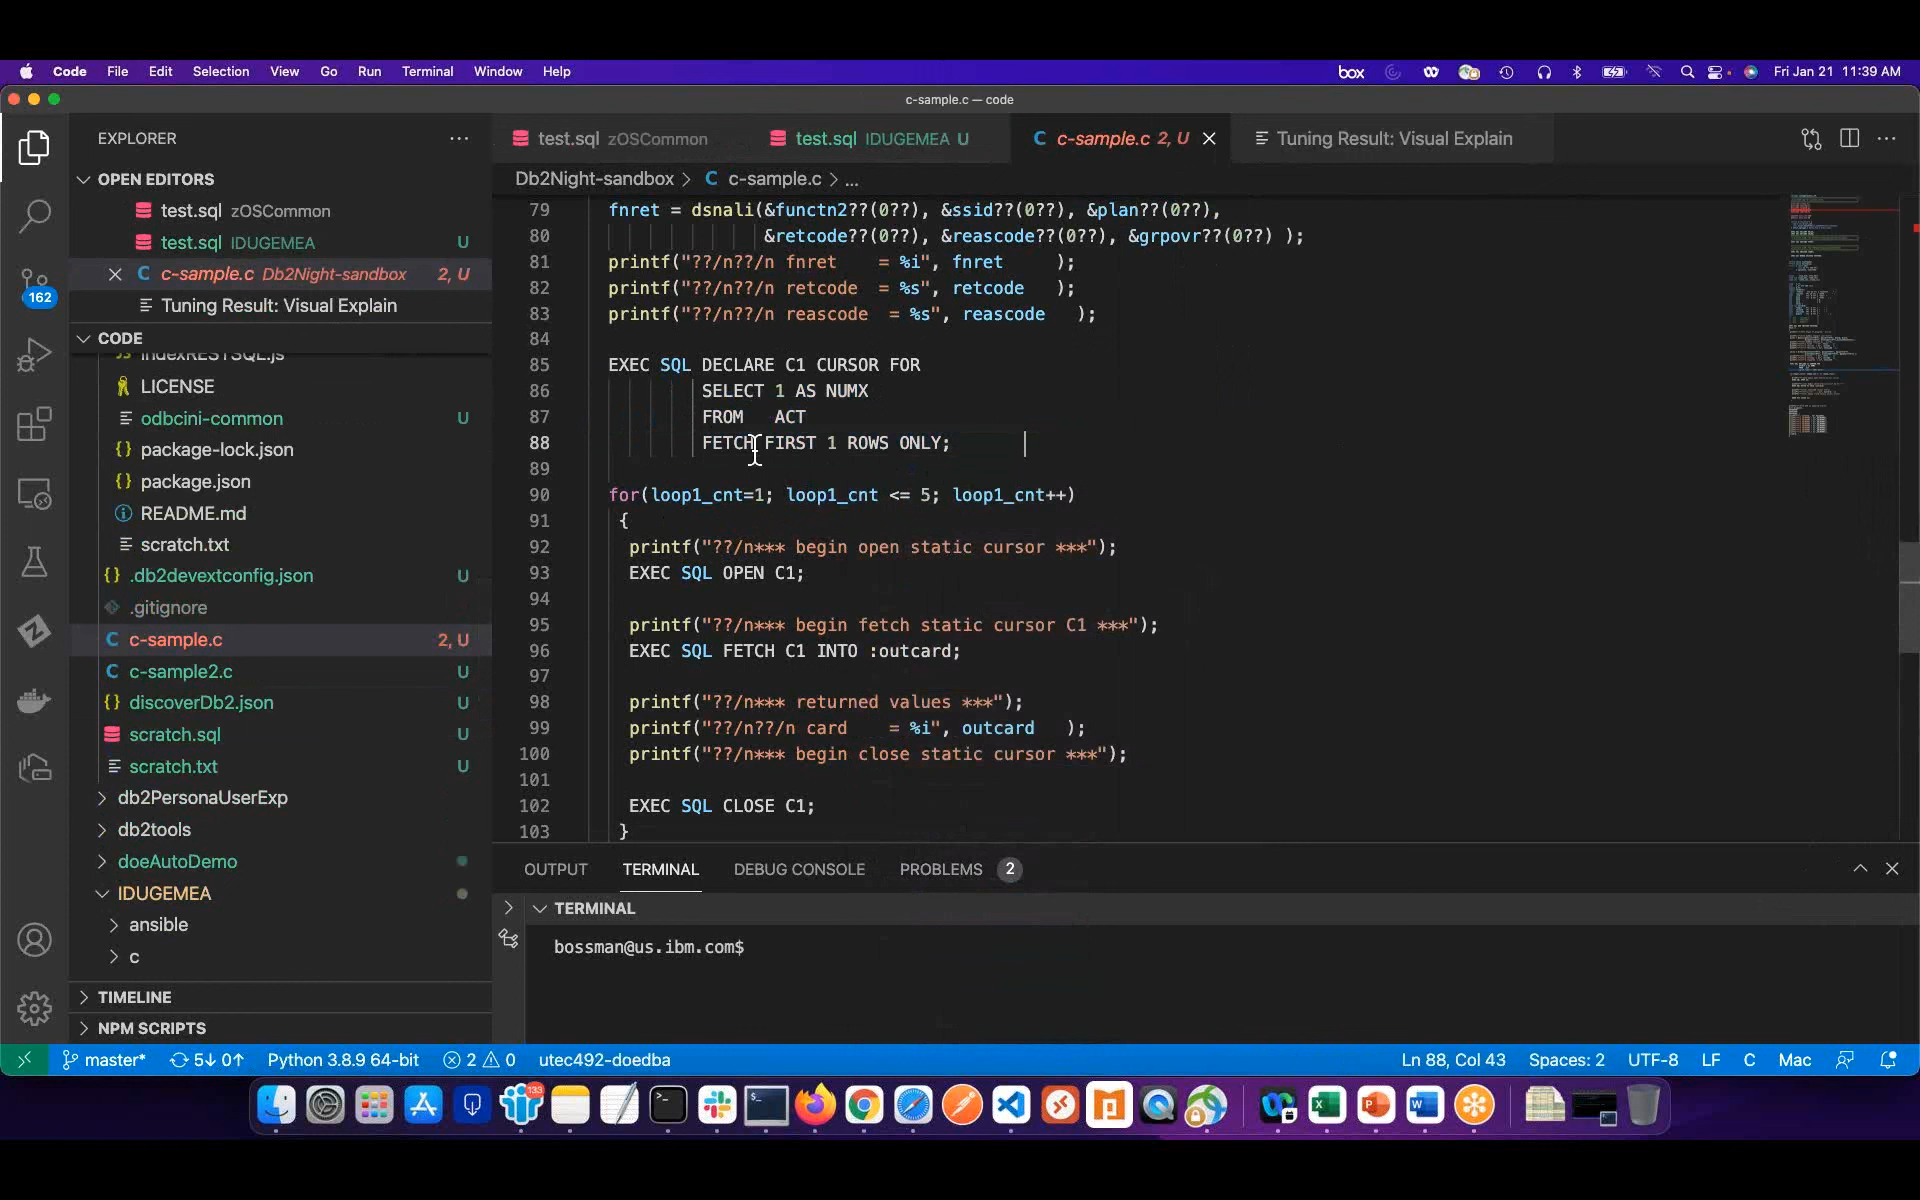 Code File Edit Selection View Go Run Terminal Window Help box Fri Jan 21 11:39 AM
c-sample.c — code
EXPLORER
OPEN EDITORS
test.sql zOSCommon
test.sql IDUGEMEA U
c-sample.c Db2Night-sandbox 2, U
Tuning Result: Visual Explain
CODE
indexRESTSQL.js
LICENSE
odbcini-common U
package-lock.json
package.json
README.md
scratch.txt
.db2devextconfig.json U
.gitignore
c-sample.c 2, U
c-sample2.c U
discoverDb2.json U
scratch.sql U
scratch.txt U
db2PersonaUserExp
db2tools
doeAutoDemo
IDUGEMEA
ansible
c
TIMELINE
NPM SCRIPTS
162
test.sql zOSCommon test.sql IDUGEMEA U c-sample.c 2, U Tuning Result: Visual Explain
Db2Night-sandbox > C c-sample.c > ...
79 fnret = dsnali(&functn2??(0??), &ssid??(0??), &plan??(0??),
80 &retcode??(0??), &reascode??(0??), &grpovr??(0??) );
81 printf("??/n??/n fnret = %i", fnret );
82 printf("??/n??/n retcode = %s", retcode );
83 printf("??/n??/n reascode = %s", reascode );
84
85 EXEC SQL DECLARE C1 CURSOR FOR
86 SELECT 1 AS NUMX
87 FROM ACT
88 FETCH FIRST 1 ROWS ONLY;
89
90 for(loop1_cnt=1; loop1_cnt <= 5; loop1_cnt++)
91 {
92 printf("??/n*** begin open static cursor ***");
93 EXEC SQL OPEN C1;
94
95 printf("??/n*** begin fetch static cursor C1 ***");
96 EXEC SQL FETCH C1 INTO :outcard;
97
98 printf("??/n*** returned values ***");
99 printf("??/n??/n card = %i", outcard );
100 printf("??/n*** begin close static cursor ***");
101
102 EXEC SQL CLOSE C1;
103 }
OUTPUT TERMINAL DEBUG CONSOLE PROBLEMS 2
TERMINAL
bossman@us.ibm.com$
master* 5↓ 0↑ Python 3.8.9 64-bit 2 0 utec492-doedba Ln 88, Col 43 Spaces: 2 UTF-8 LF C Mac
133